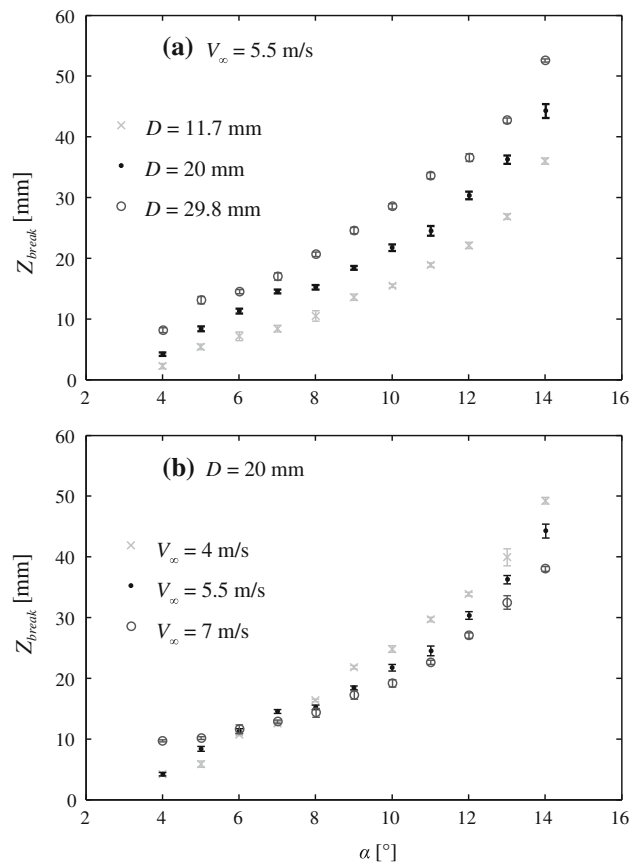 60
(a) V∞ = 5.5 m/s
50
D = 11.7 mm
40
D = 20 mm
30
D = 29.8 mm
20
10
0
Z_break [mm]
2 4 6 8 10 12 14 16
60
(b) D = 20 mm
50
V∞ = 4 m/s
40
V∞ = 5.5 m/s
30
V∞ = 7 m/s
20
10
0
Z_break [mm]
2 4 6 8 10 12 14 16
α [°]